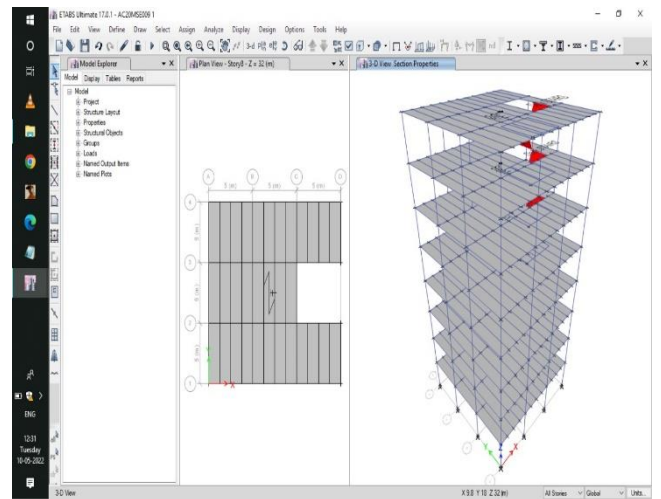 ETABS Ultimate 17.0.1 - AC20MSE009 1
File Edit View Define Draw Select Assign Analyze Display Design Options Tools Help
Model Explorer
Plan View - Story8 - Z = 32 (m)
3-D View Section Properties
Model Display Tables Reports
Model
Project
Structure Layout
Properties
Structural Objects
Groups
Loads
Named Output Items
Named Plots
A B C D
5 (m) 5 (m) 5 (m)
X
X
Y
Z
ENG
12:31
Tuesday
10-05-2022
3-D View
X 9.8 Y 10 Z 32 (m)
All Stories
Global
Units...